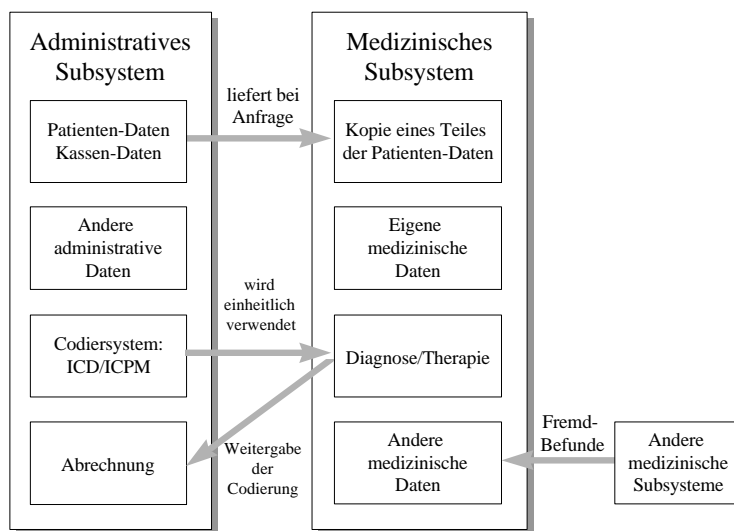 Administratives
Subsystem
Patienten-Daten
Kassen-Daten
Andere
administrative
Daten
Codiersystem:
ICD/ICPM
Abrechnung
liefert bei
Anfrage
wird
einheitlich
verwendet
Weitergabe
der
Codierung
Medizinisches
Subsystem
Kopie eines Teiles
der Patienten-Daten
Eigene
medizinische
Daten
Diagnose/Therapie
Andere
medizinische
Daten
Fremd-
Befunde
Andere
medizinische
Subsysteme